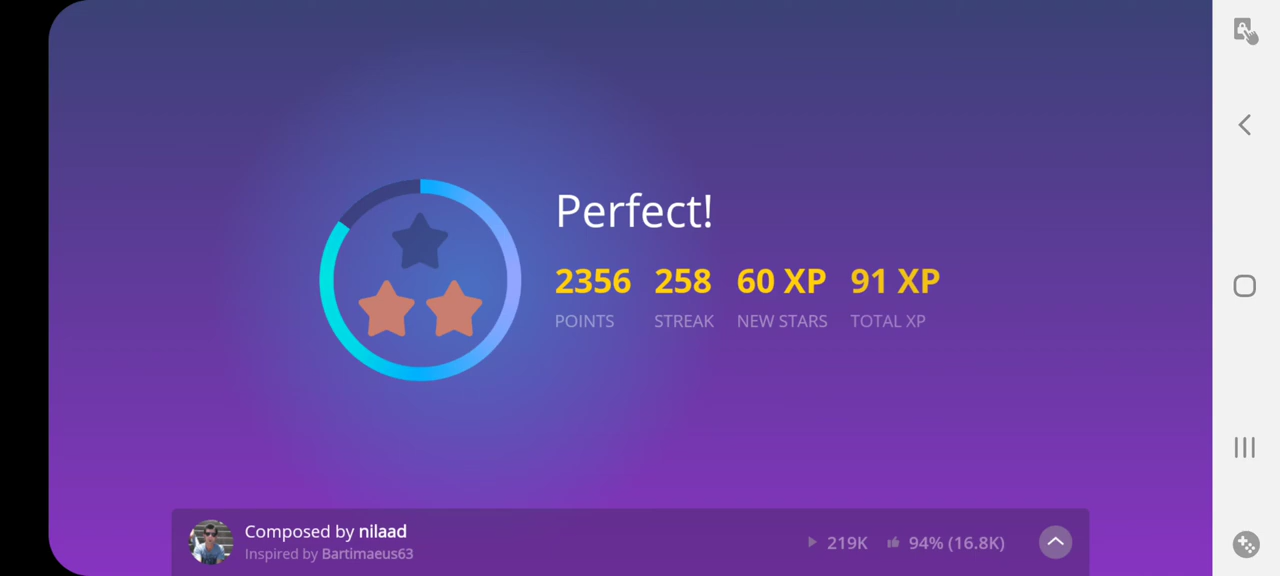 Perfect!
2356 258 60 XP 91 XP
POINTS STREAK NEW STARS TOTAL XP
Composed by nilaad
Inspired by Bartimaeus63
219K 94% (16.8K)